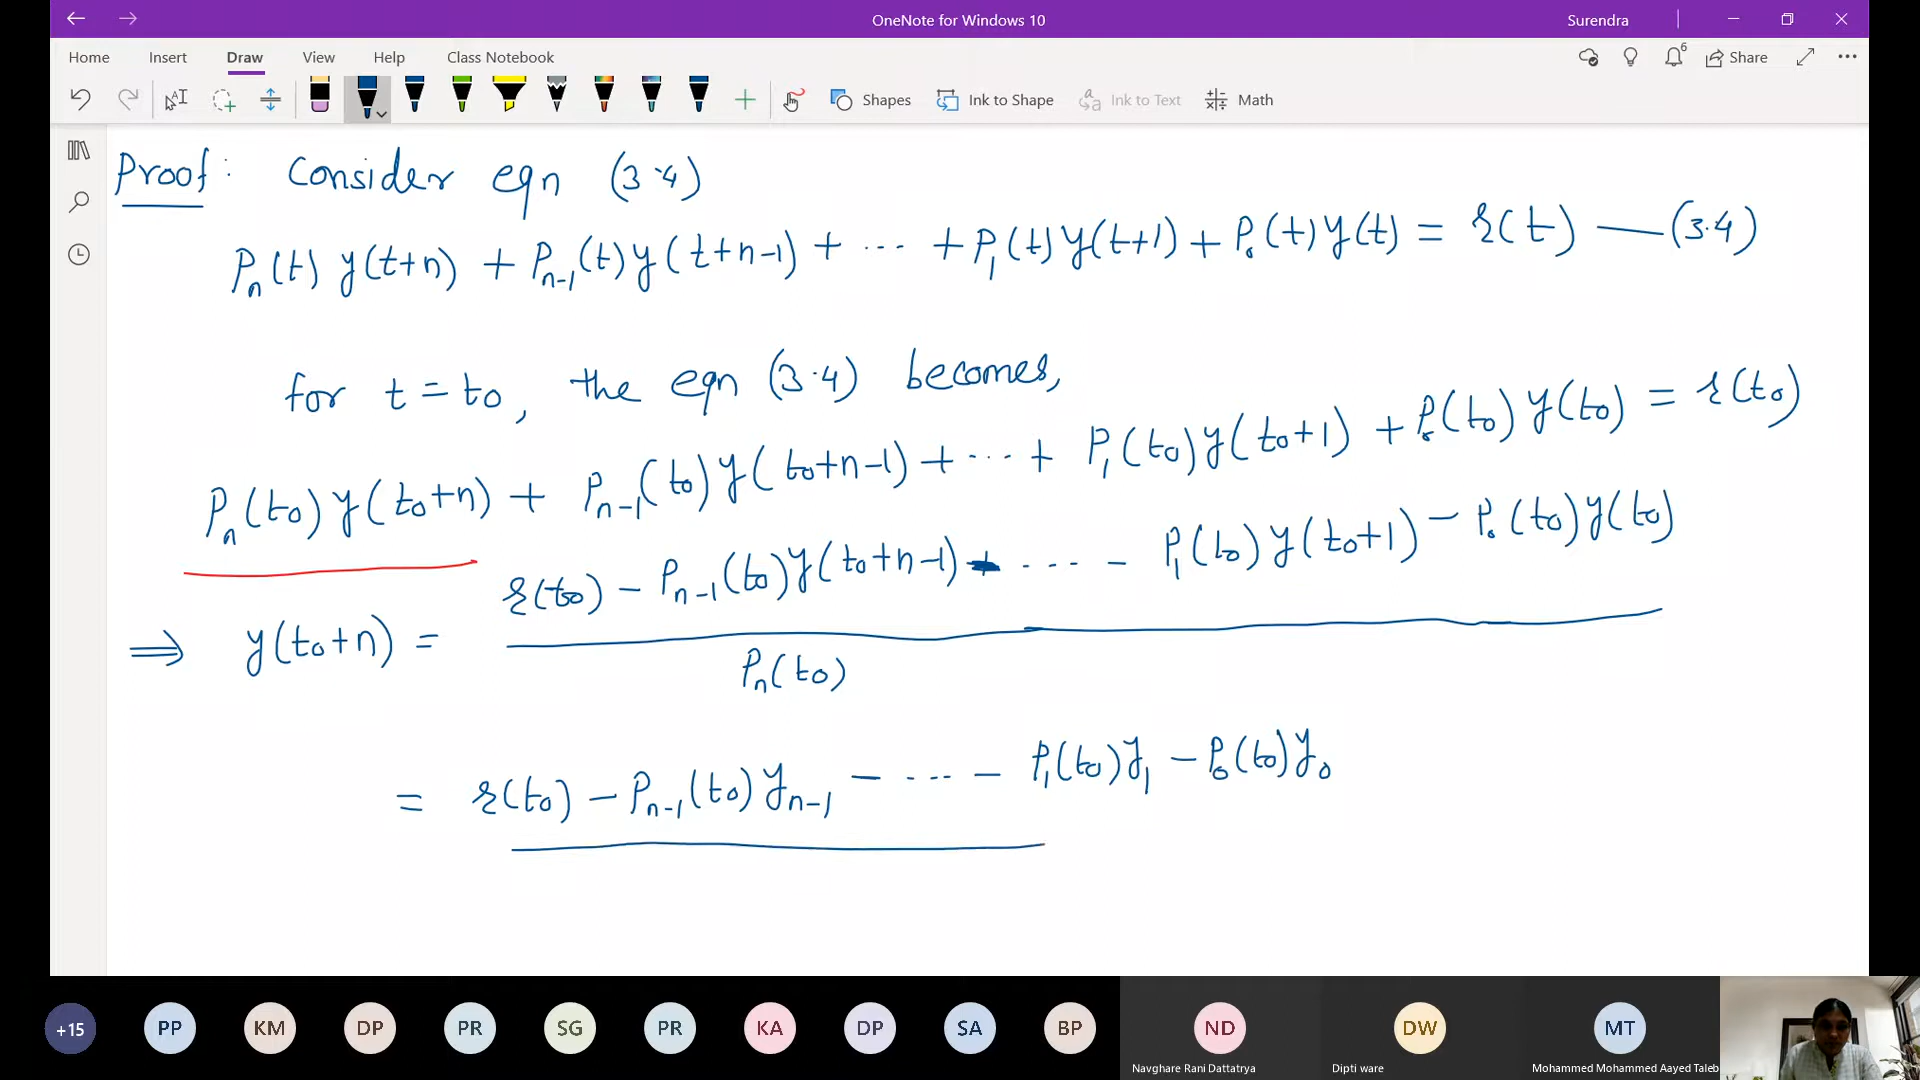 OneNote for Windows 10
Surendra
Home Insert Draw View Help Class Notebook
6
Share
Shapes Ink to Shape Ink to Text Math
Proof: Consider eqn (3.4)
Pn(t) y(t+n) + Pn-1(t) y(t+n-1) + ... + P1(t) y(t+1) + P0(t) y(t) = r(t) — (3.4)
for t = t0, the eqn (3.4) becomes,
Pn(t0) y(t0+n) + Pn-1(t0) y(t0+n-1) + ... + P1(t0) y(t0+1) + P0(t0) y(t0) = r(t0)
r(t0) - Pn-1(t0) y(t0+n-1) - .... - P1(t0) y(t0+1) - P0(t0) y(t0)
⇒ y(t0+n) =
Pn(t0)
= r(t0) - Pn-1(t0) yn-1 - ... - P1(t0) y1 - P0(t0) y0
+15 PP KM DP PR SG PR KA DP SA BP ND DW MT
Navghare Rani Dattatrya Dipti ware Mohammed Mohammed Aayed Taleb